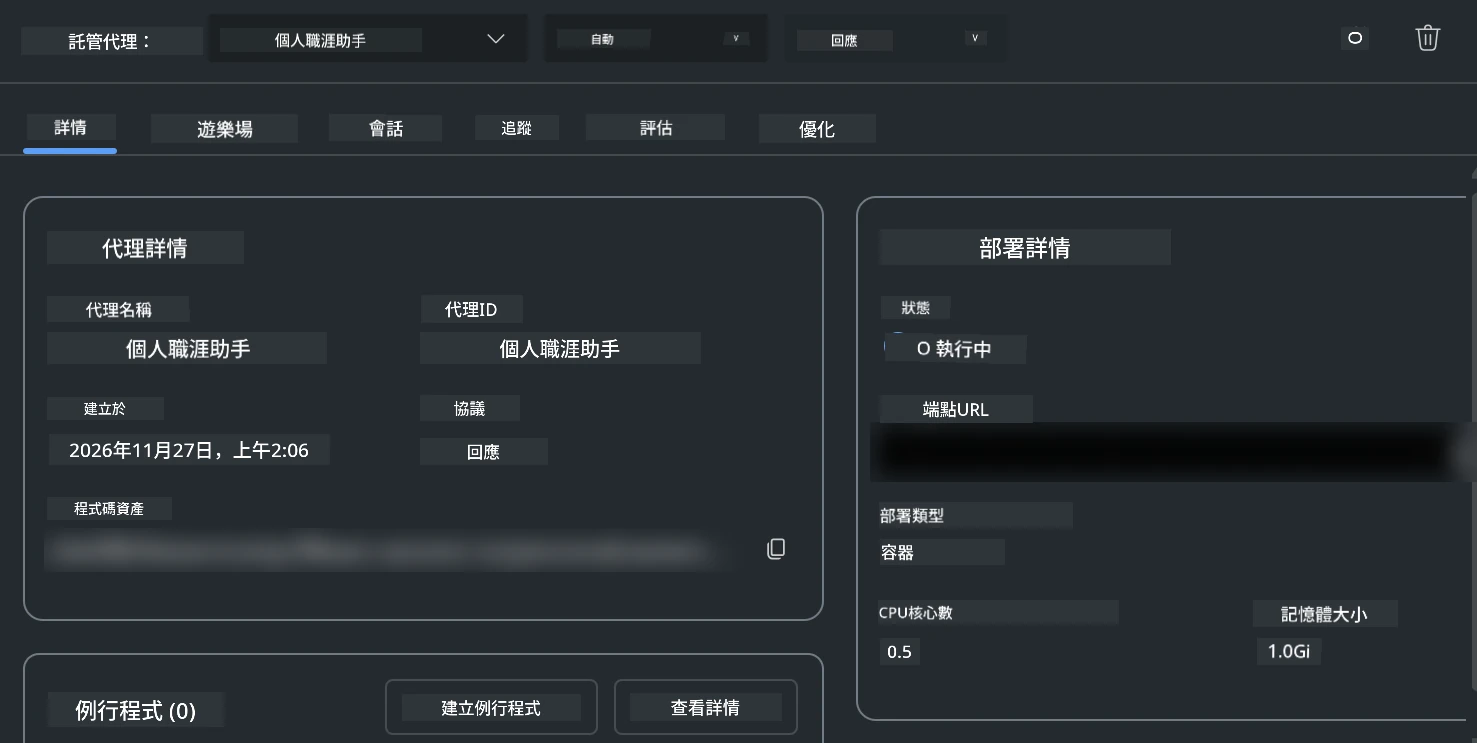 託管代理： 個人職涯助手 自動 v 回應 v
詳情 遊樂場 會話 追蹤 評估 優化
代理詳情
代理名稱 代理ID
個人職涯助手 個人職涯助手
建立於 協議
2026年11月27日，上午2:06 回應
程式碼資產
例行程式 (0) 建立例行程式 查看詳情
部署詳情
狀態
O 執行中
端點URL
部署類型
容器
CPU核心數 記憶體大小
0.5 1.0Gi